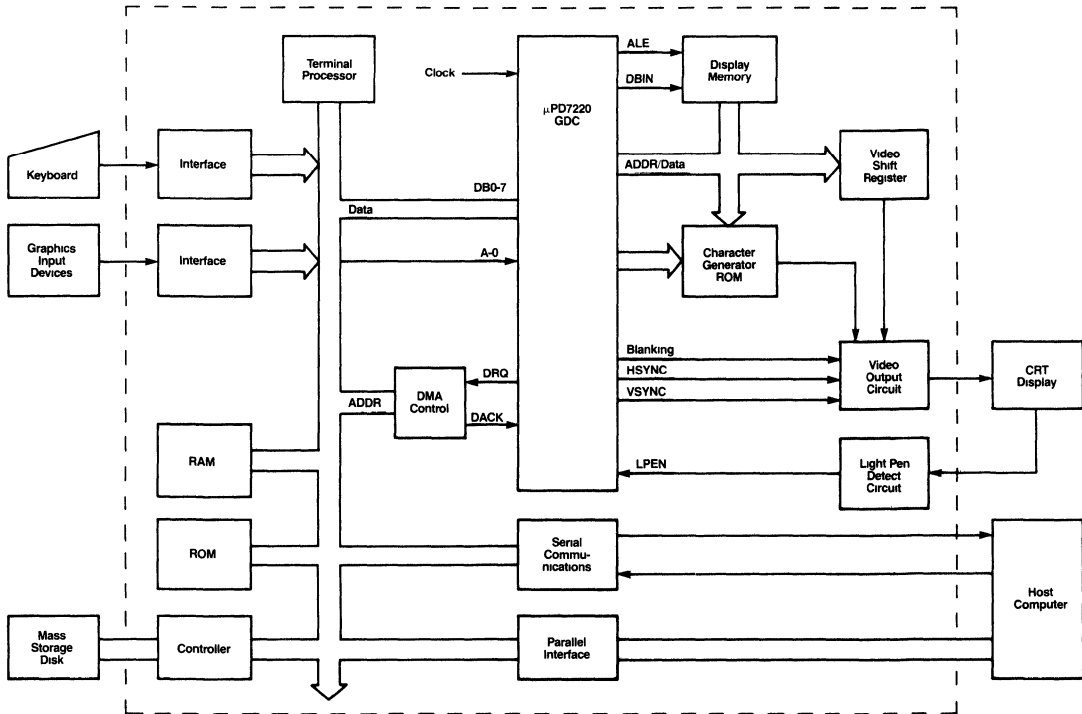 Terminal
Processor
Clock
μPD7220
GDC
ALE
DBIN
Display
Memory
Keyboard
Interface
ADDR/Data
Video
Shift
Register
DB0-7
Data
Graphics
Input
Devices
Interface
A-0
Character
Generator
ROM
Blanking
HSYNC
VSYNC
Video
Output
Circuit
CRT
Display
DRQ
ADDR
DMA
Control
DACK
RAM
LPEN
Light Pen
Detect
Circuit
ROM
Serial
Commu-
nications
Host
Computer
Mass
Storage
Disk
Controller
Parallel
Interface